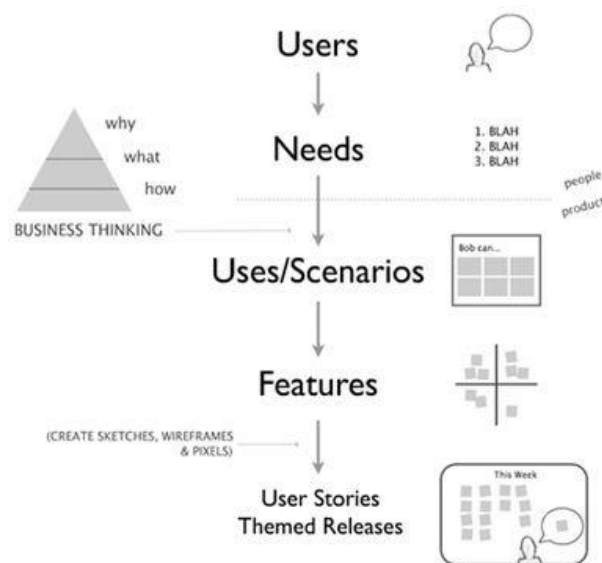 Users
why
what
how
Needs
1. BLAH
2. BLAH
3. BLAH
people
product
BUSINESS THINKING
Uses/Scenarios
Bob can...
Features
(CREATE SKETCHES, WIREFRAMES
& PIXELS)
User Stories
Themed Releases
This Week